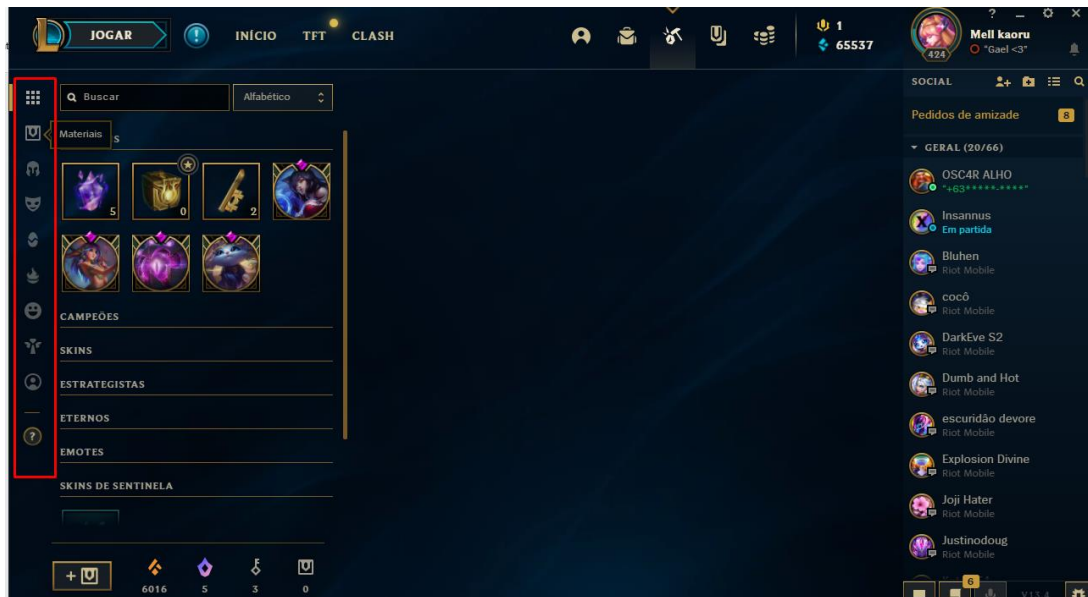 JOGAR
INÍCIO
TFT
CLASH
1
65537
424
Mell kaoru
"Gael <3"
Buscar
Alfabético
Materiais
S
5
0
2
CAMPEÕES
SKINS
ESTRATEGISTAS
ETERNOS
EMOTES
SKINS DE SENTINELA
?
6016
5
3
0
SOCIAL
Pedidos de amizade
8
GERAL (20/66)
OSC4R ALHO
"+63*****-****"
Insannus
Em partida
Bluhen
Riot Mobile
cocô
Riot Mobile
DarkEve S2
Riot Mobile
Dumb and Hot
Riot Mobile
escuridão devore
Riot Mobile
Explosion Divine
Riot Mobile
Joji Hater
Riot Mobile
Justinodoug
Riot Mobile
6
V13.4